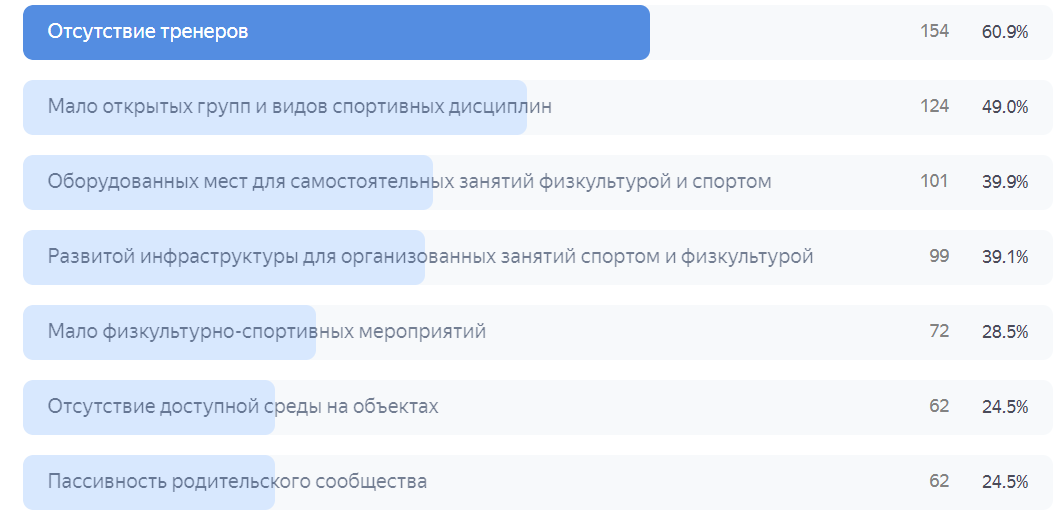 Отсутствие тренеров 154 60.9%
Мало открытых групп и видов спортивных дисциплин 124 49.0%
Оборудованных мест для самостоятельных занятий физкультурой и спортом 101 39.9%
Развитой инфраструктуры для организованных занятий спортом и физкультурой 99 39.1%
Мало физкультурно-спортивных мероприятий 72 28.5%
Отсутствие доступной среды на объектах 62 24.5%
Пассивность родительского сообщества 62 24.5%